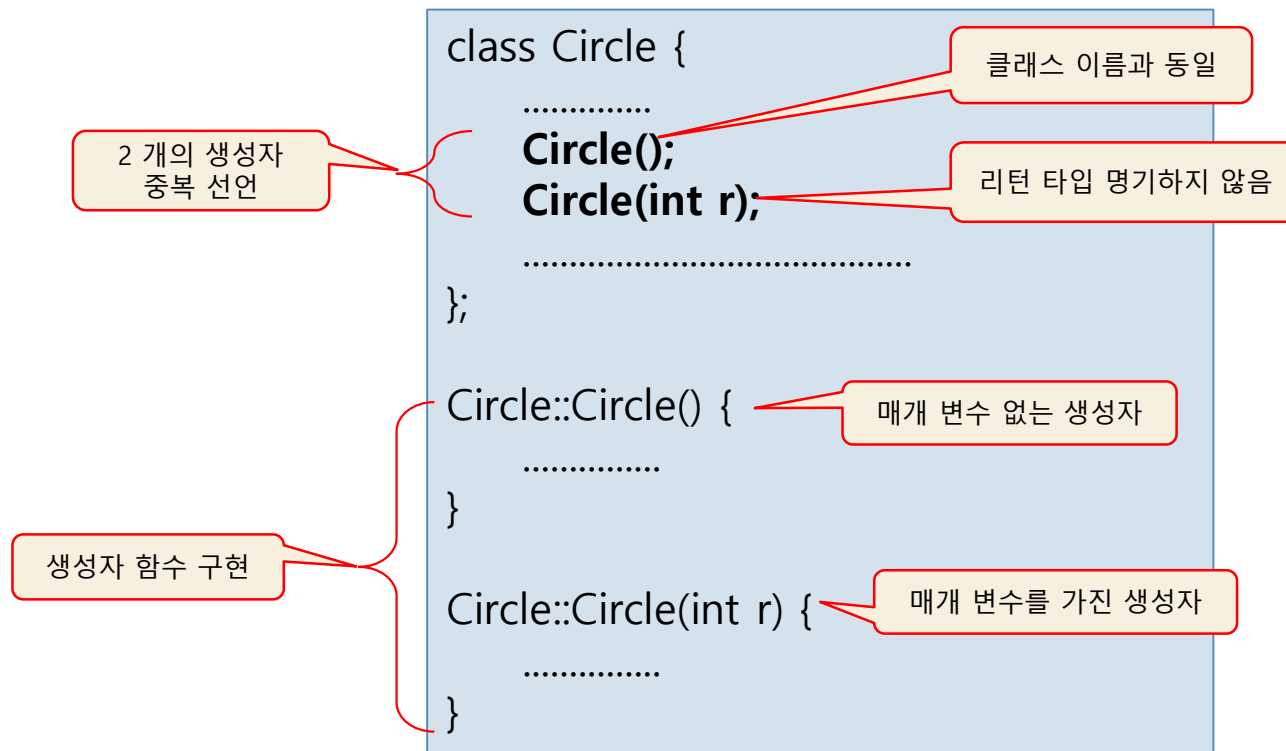 class Circle {
클래스 이름과 동일
..............
2 개의 생성자
중복 선언
Circle();
Circle(int r);
리턴 타입 명기하지 않음
..........................................
};
Circle::Circle() {
매개 변수 없는 생성자
...............
}
생성자 함수 구현
Circle::Circle(int r) {
매개 변수를 가진 생성자
...............
}